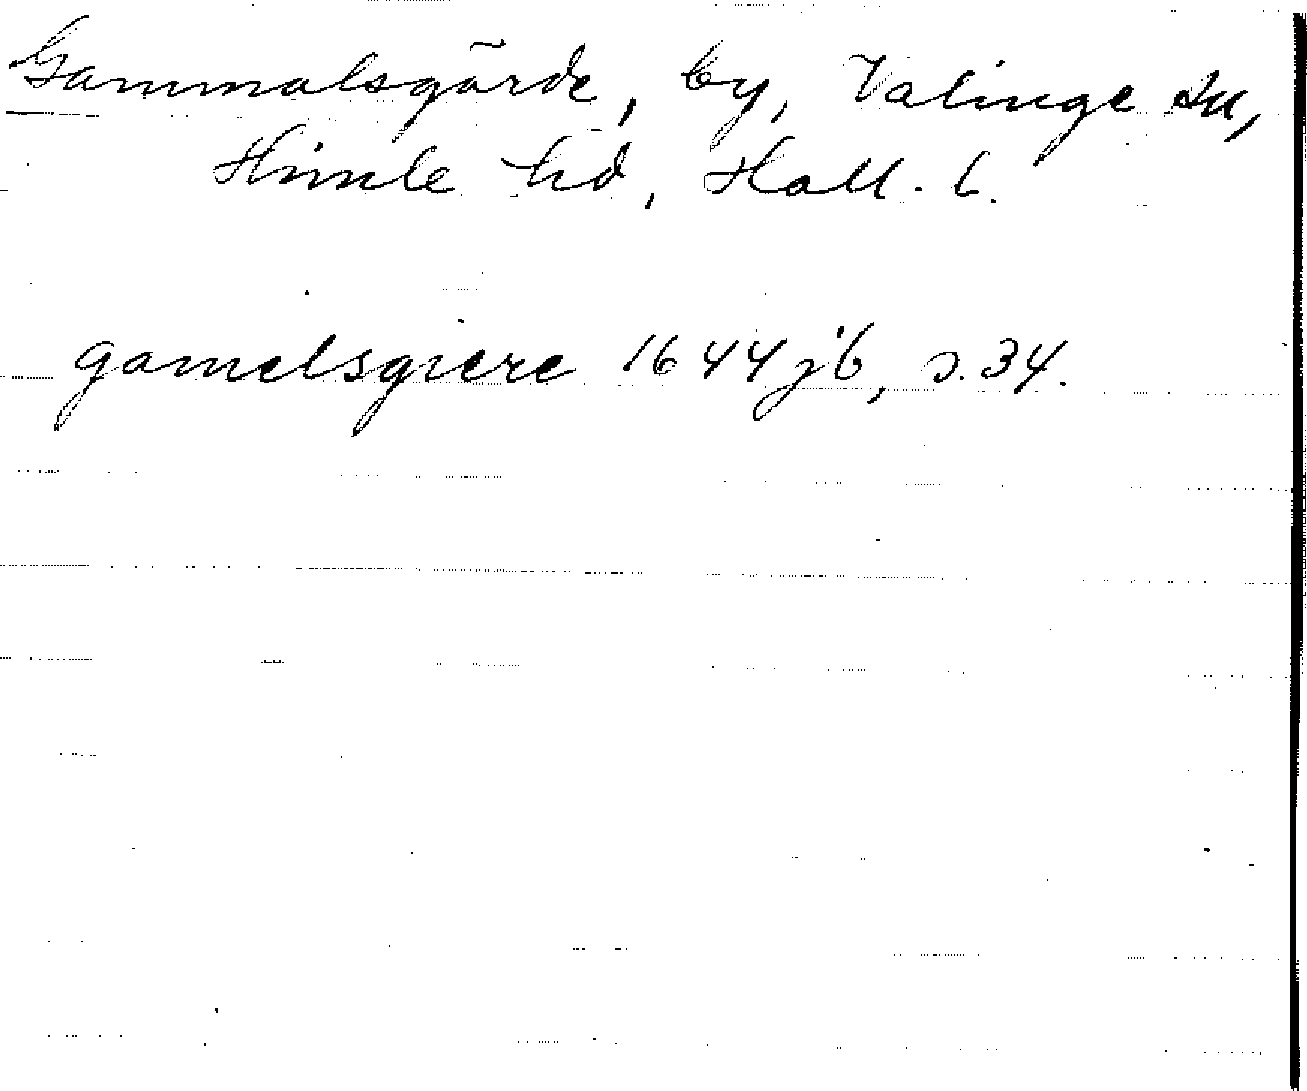 Gammalsgärde, by, Valinge sn,
Himle hd, Hall. l.
gamelsgiere 1644 jb, s. 34.